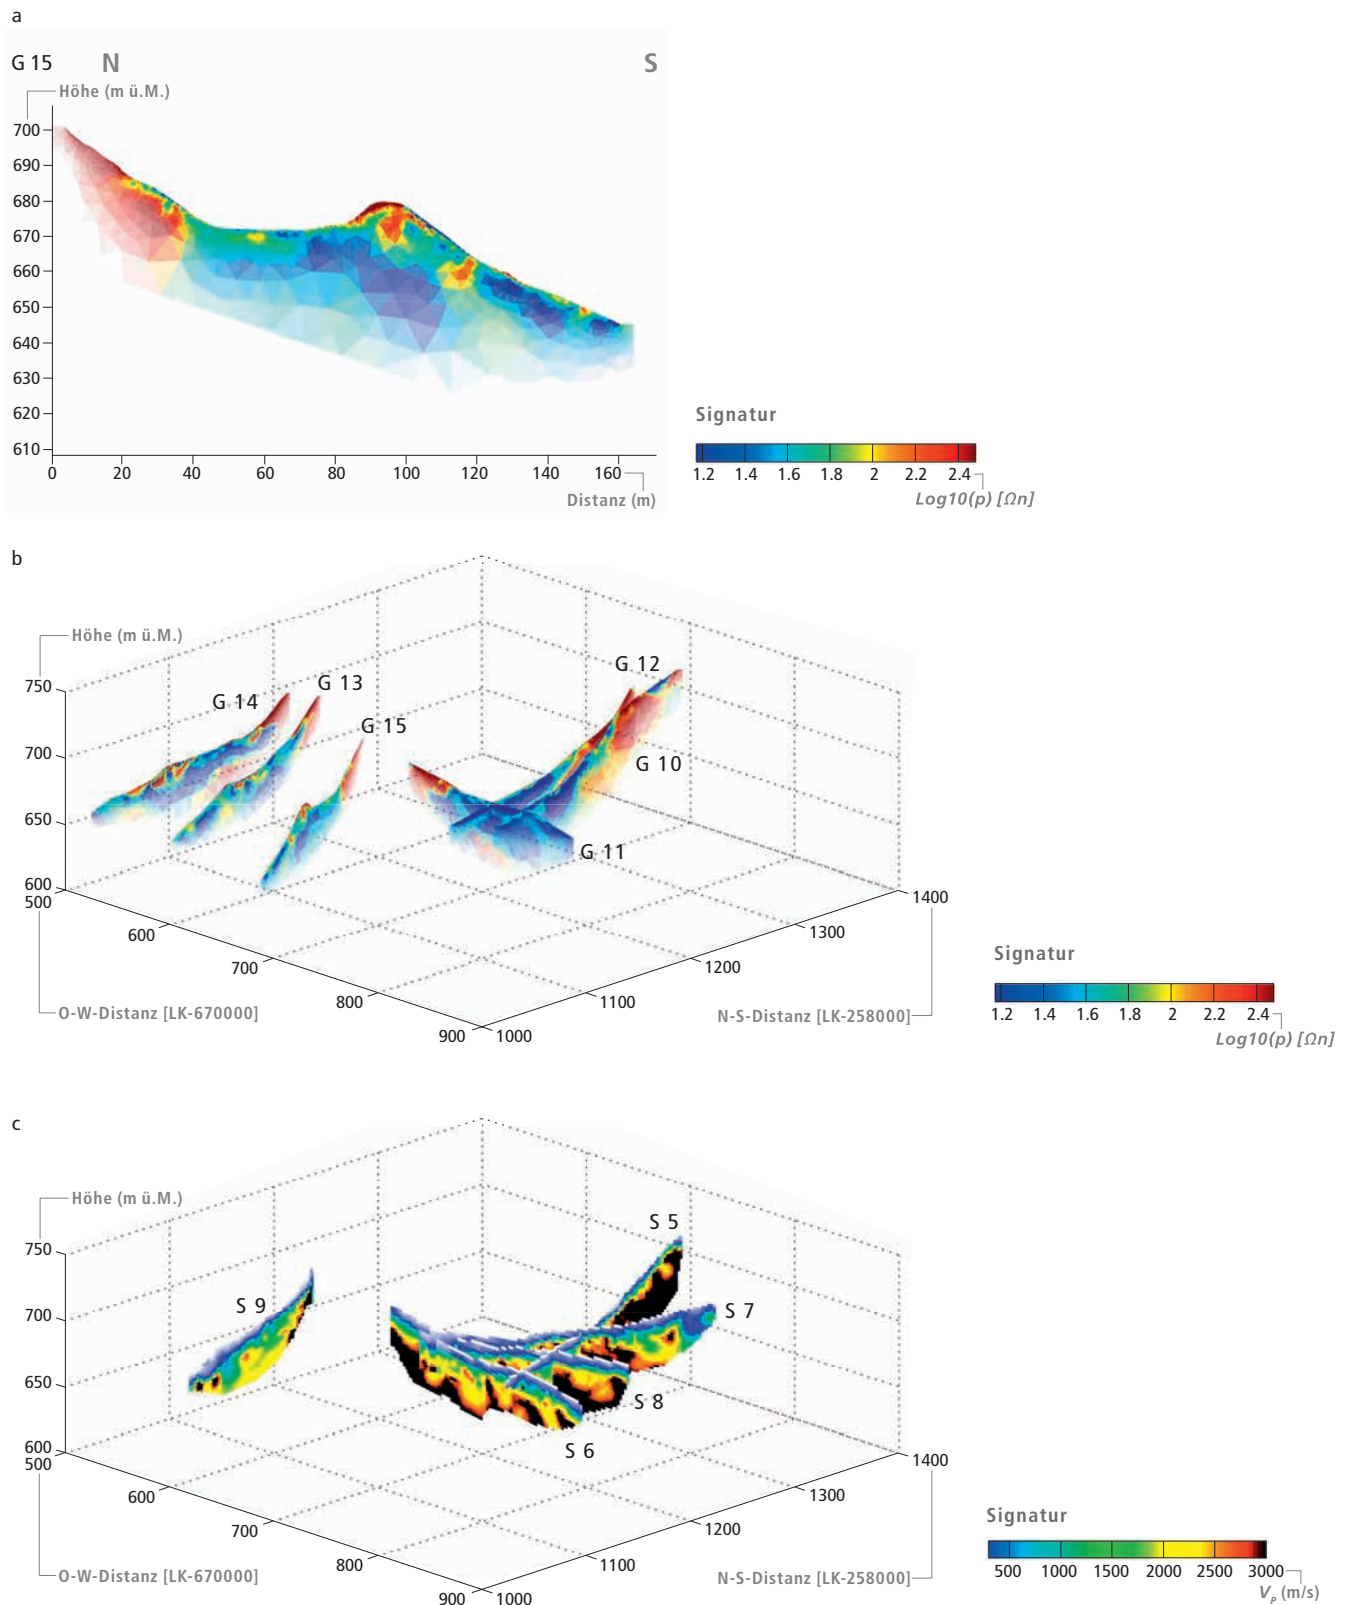 a
G 15 N S
Höhe (m ü.M.)
700
690
680
670
660
650
640
630
620
610
0 20 40 60 80 100 120 140 160
Distanz (m)
Signatur
1.2 1.4 1.6 1.8 2 2.2 2.4
Log10(p) [Ωn]
b
Höhe (m ü.M.)
G 12
G 13
G 14
G 15
G 10
G 11
750
700
650
600
500
600
700
800
900
1000
1100
1200
1300
1400
O-W-Distanz [LK-670000]
N-S-Distanz [LK-258000]
Signatur
1.2 1.4 1.6 1.8 2 2.2 2.4
Log10(p) [Ωn]
c
Höhe (m ü.M.)
S 5
S 9
S 7
S 8
S 6
750
700
650
600
500
600
700
800
900
1000
1100
1200
1300
1400
O-W-Distanz [LK-670000]
N-S-Distanz [LK-258000]
Signatur
500 1000 1500 2000 2500 3000
Vp (m/s)